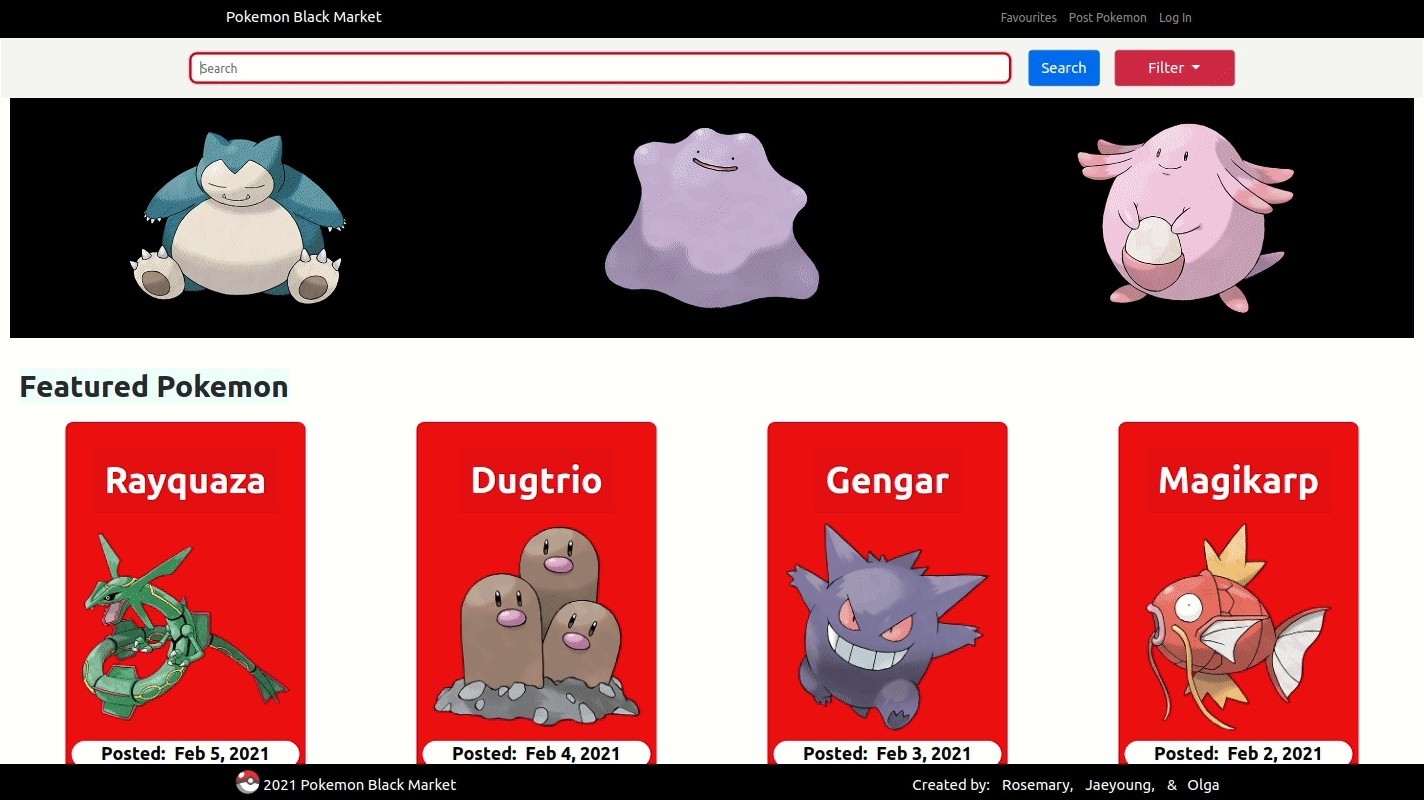 Pokemon Black Market Favourites Post Pokemon Log In
Search Search Filter
Featured Pokemon
Rayquaza Dugtrio Gengar Magikarp
Posted: Feb 5, 2021 Posted: Feb 4, 2021 Posted: Feb 3, 2021 Posted: Feb 2, 2021
2021 Pokemon Black Market Created by: Rosemary, Jaeyoung, & Olga